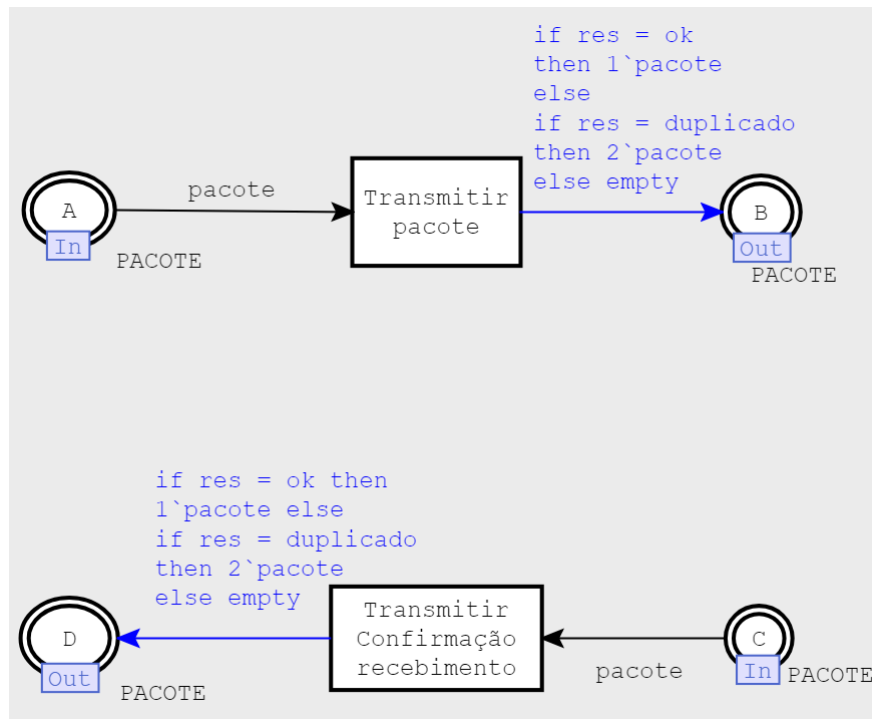 if res = ok
then 1`pacote
else
if res = duplicado
then 2`pacote
else empty
pacote
A
In
PACOTE
Transmitir
pacote
B
Out
PACOTE
if res = ok then
1`pacote else
if res = duplicado
then 2`pacote
else empty
D
Out
PACOTE
Transmitir
Confirmação
recebimento
pacote
C
In
PACOTE